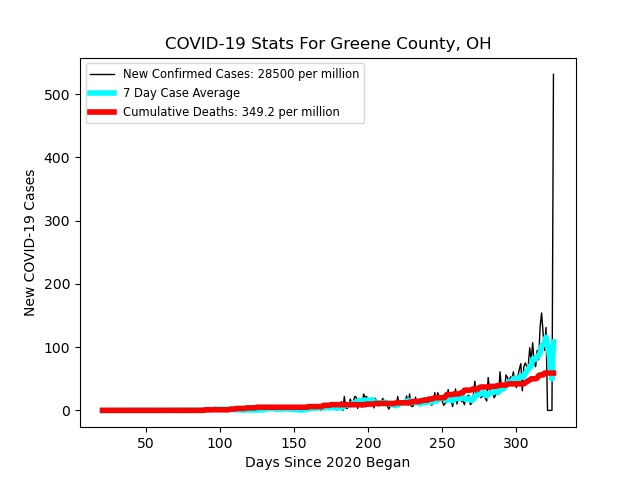 COVID-19 Stats For Greene County, OH
New Confirmed Cases: 28500 per million
7 Day Case Average
Cumulative Deaths: 349.2 per million
New COVID-19 Cases
500
400
300
200
100
0
50 100 150 200 250 300
Days Since 2020 Began